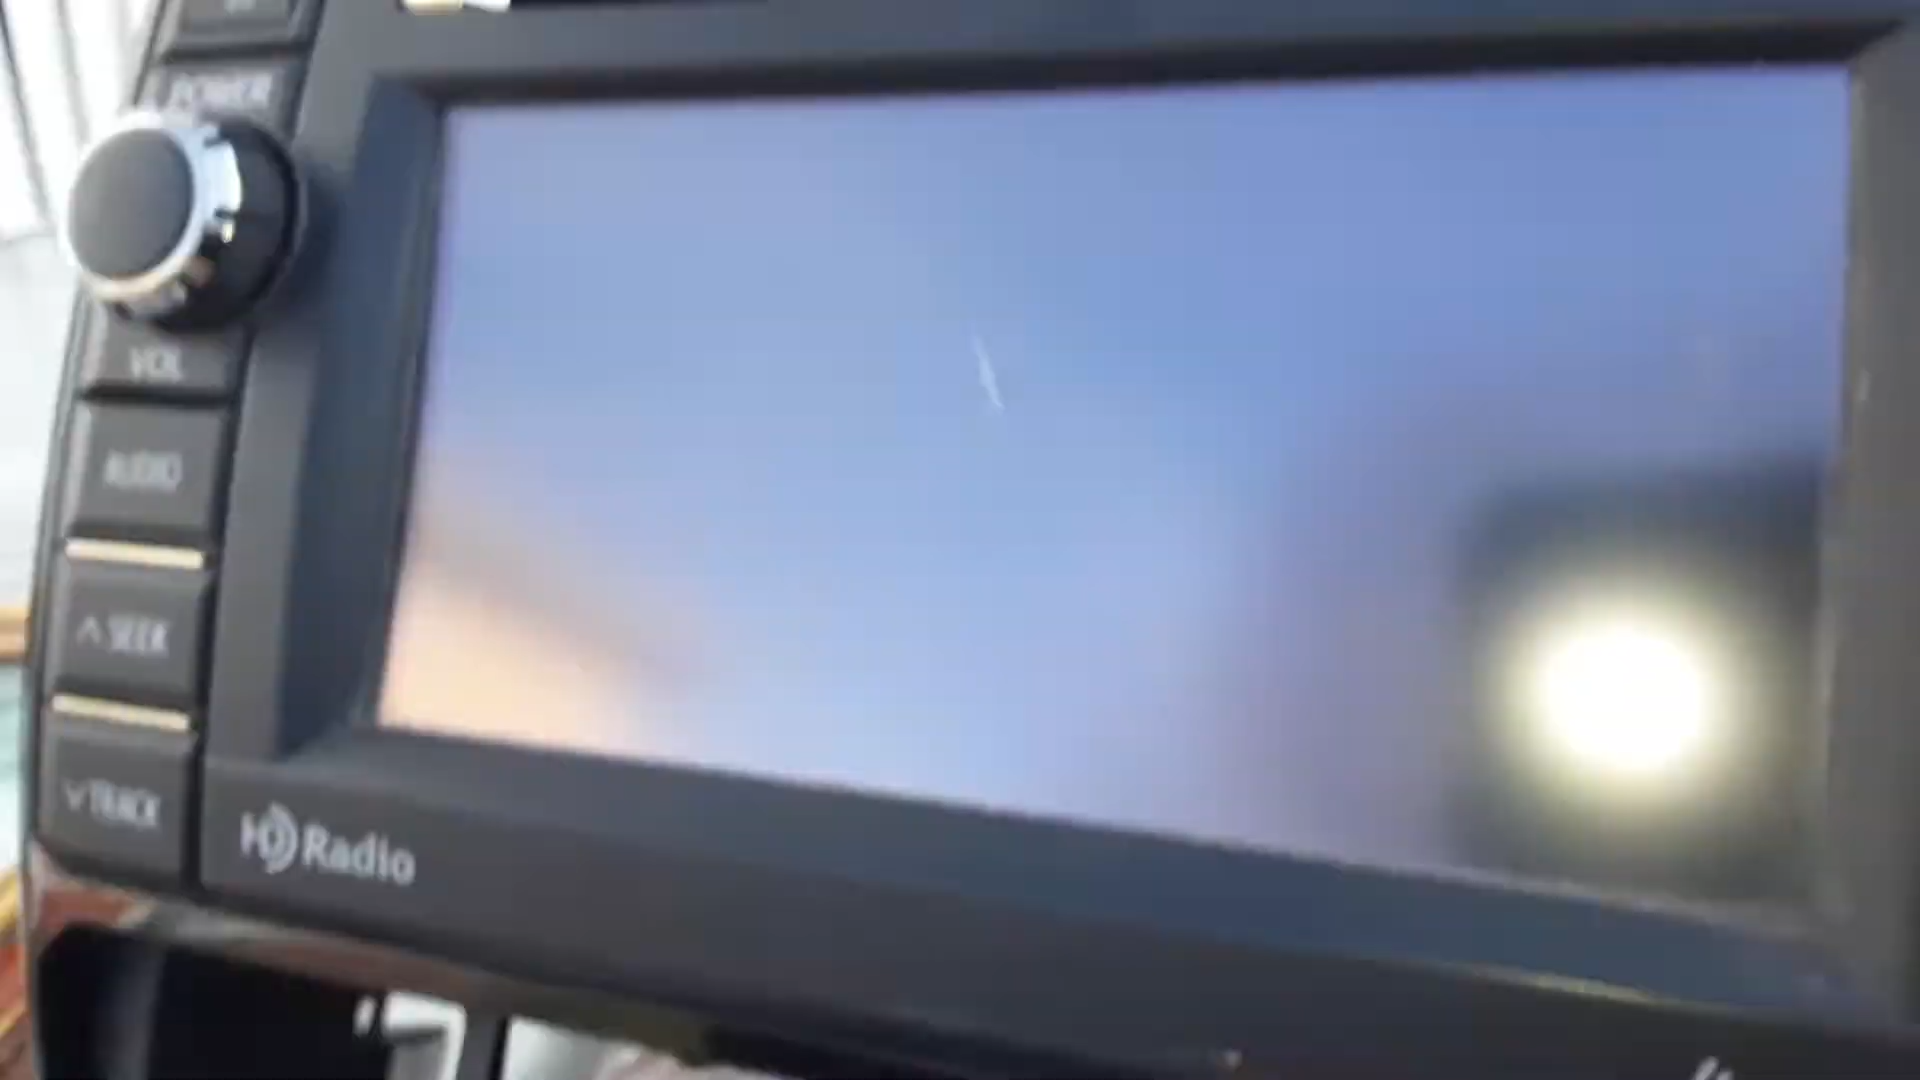 POWER
VOL
AUDIO
∧ SEEK
∨ TRACK
HD Radio